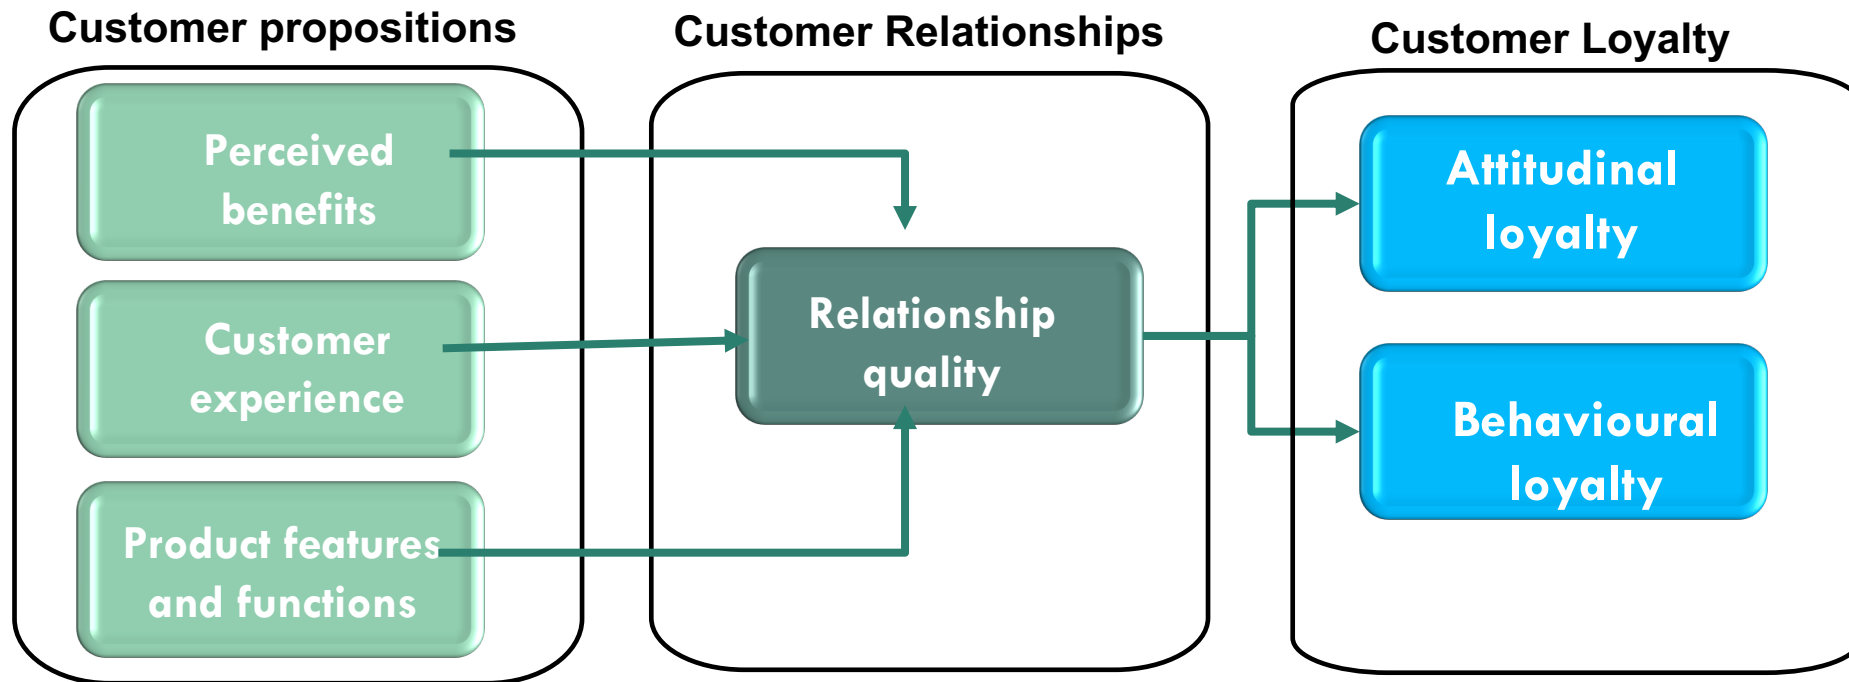 Customer propositions
Perceived
benefits
Customer
experience
Product features
and functions
Customer Relationships
Relationship
quality
Customer Loyalty
Attitudinal
loyalty
Behavioural
loyalty